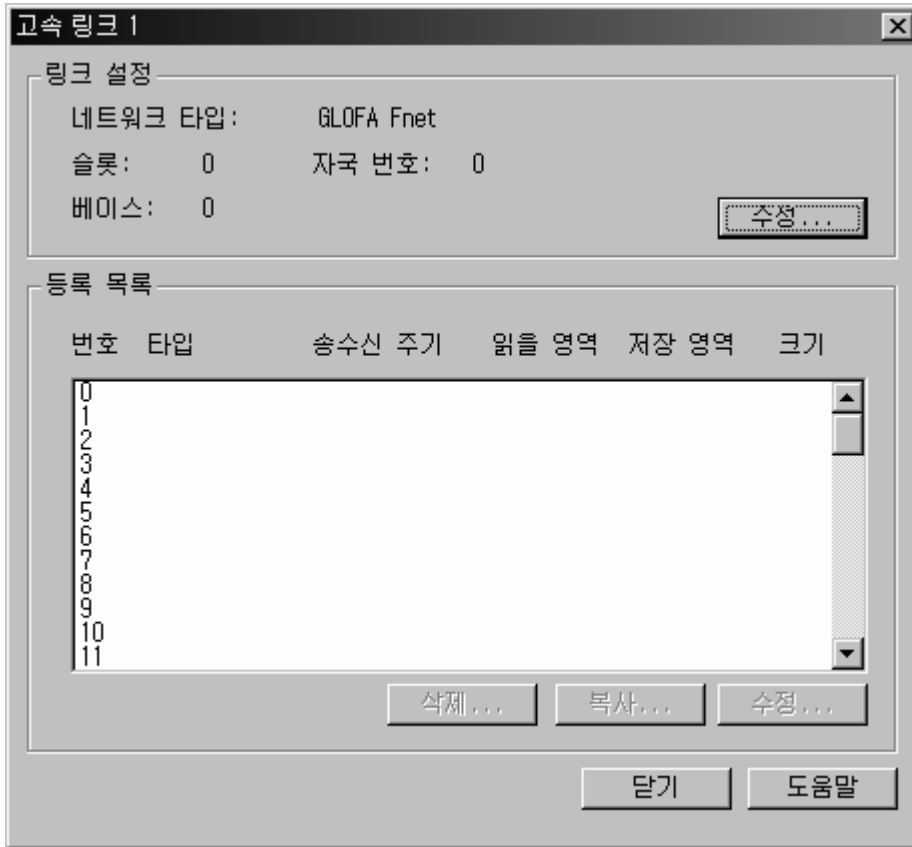 고속 링크 1
링크 설정
네트워크 타입: GLOFA Fnet
슬롯: 0 자국 번호: 0
베이스: 0
수정...
등록 목록
번호 타입 송수신 주기 읽을 영역 저장 영역 크기
0
1
2
3
4
5
6
7
8
9
10
11
삭제... 복사... 수정...
닫기 도움말